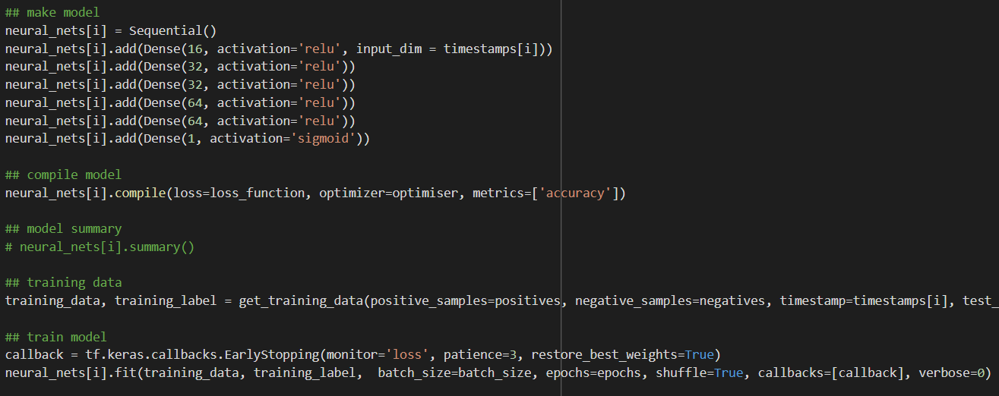 ## make model
neural_nets[i] = Sequential()
neural_nets[i].add(Dense(16, activation='relu', input_dim = timestamps[i]))
neural_nets[i].add(Dense(32, activation='relu'))
neural_nets[i].add(Dense(32, activation='relu'))
neural_nets[i].add(Dense(64, activation='relu'))
neural_nets[i].add(Dense(64, activation='relu'))
neural_nets[i].add(Dense(1, activation='sigmoid'))
## compile model
neural_nets[i].compile(loss=loss_function, optimizer=optimiser, metrics=['accuracy'])
## model summary
# neural_nets[i].summary()
## training data
training_data, training_label = get_training_data(positive_samples=positives, negative_samples=negatives, timestamp=timestamps[i], test_
## train model
callback = tf.keras.callbacks.EarlyStopping(monitor='loss', patience=3, restore_best_weights=True)
neural_nets[i].fit(training_data, training_label,  batch_size=batch_size, epochs=epochs, shuffle=True, callbacks=[callback], verbose=0)